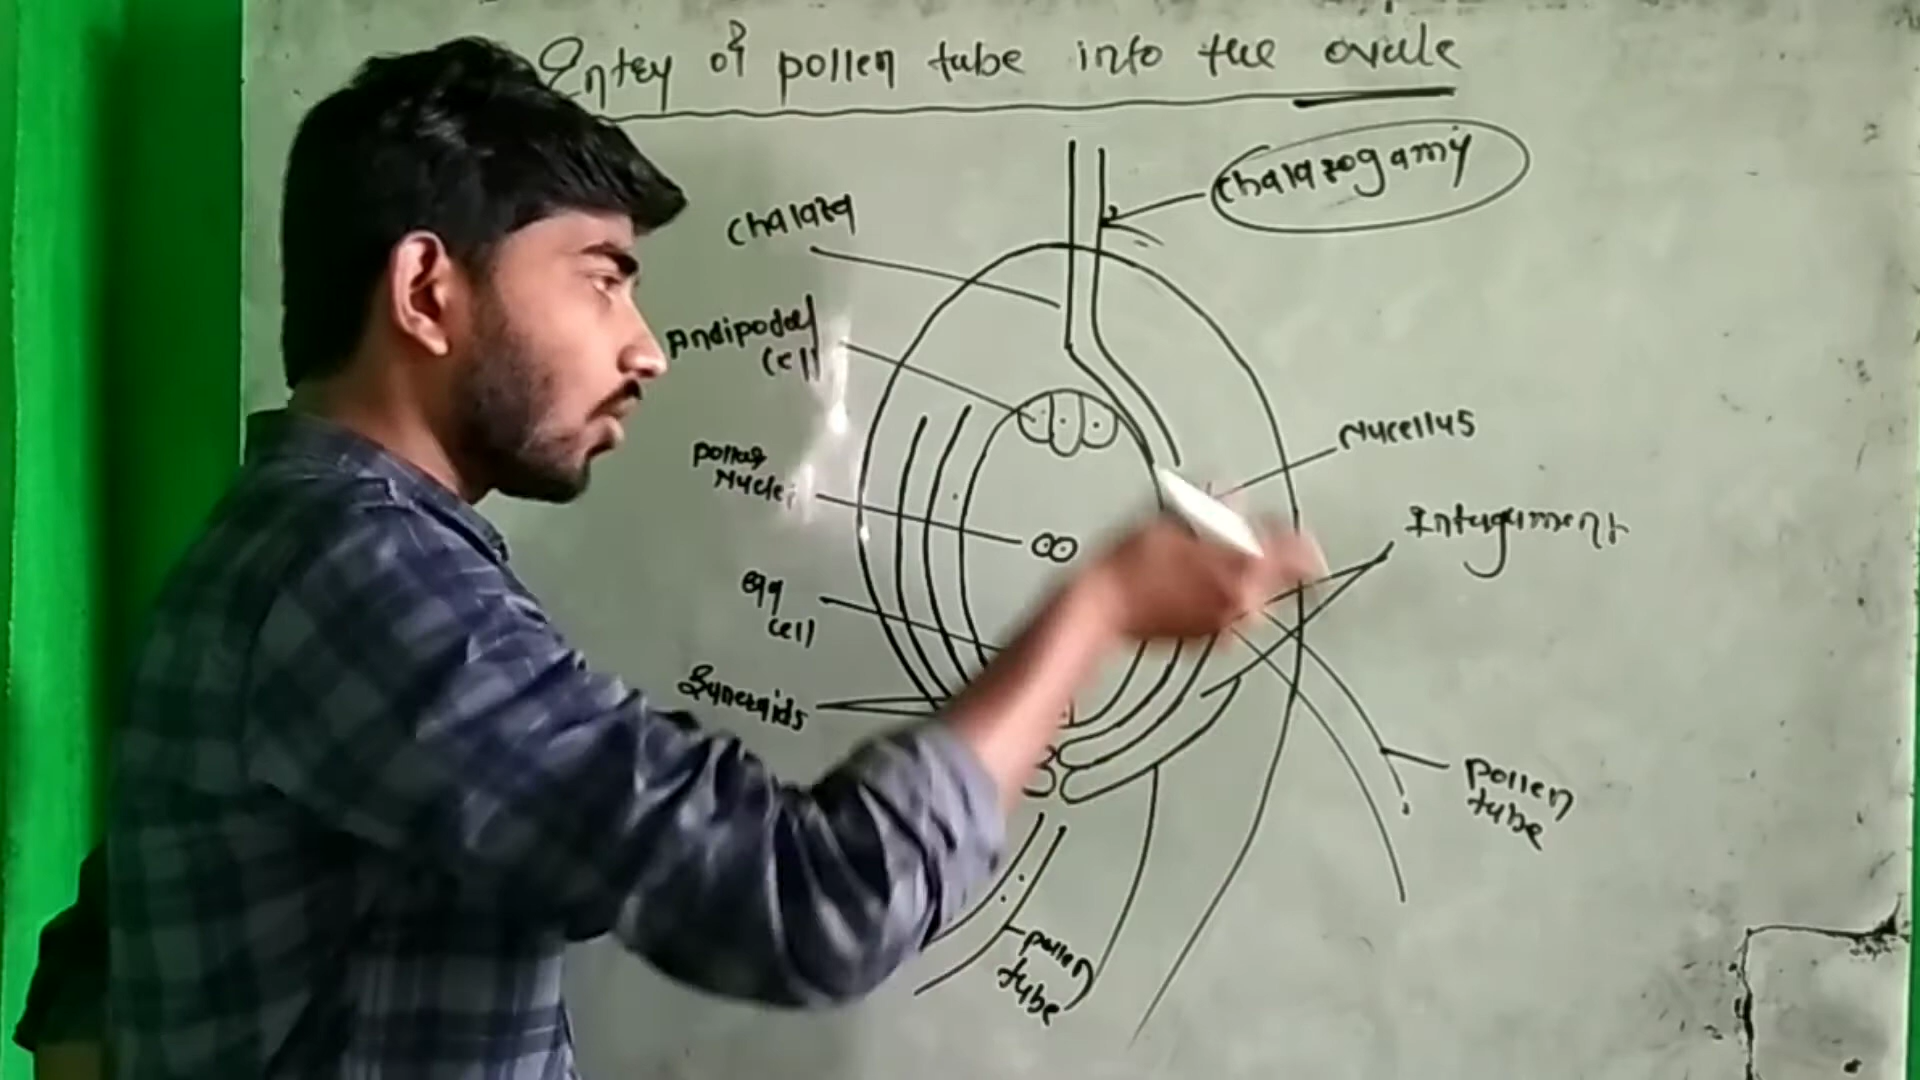 Entry of pollen tube into the ovule
Chalazogamy
Chalaza
Antipodal
cell
Nucellus
polar
Nuclei
Integument
egg
cell
Synergids
pollen
tube
pollen
tube